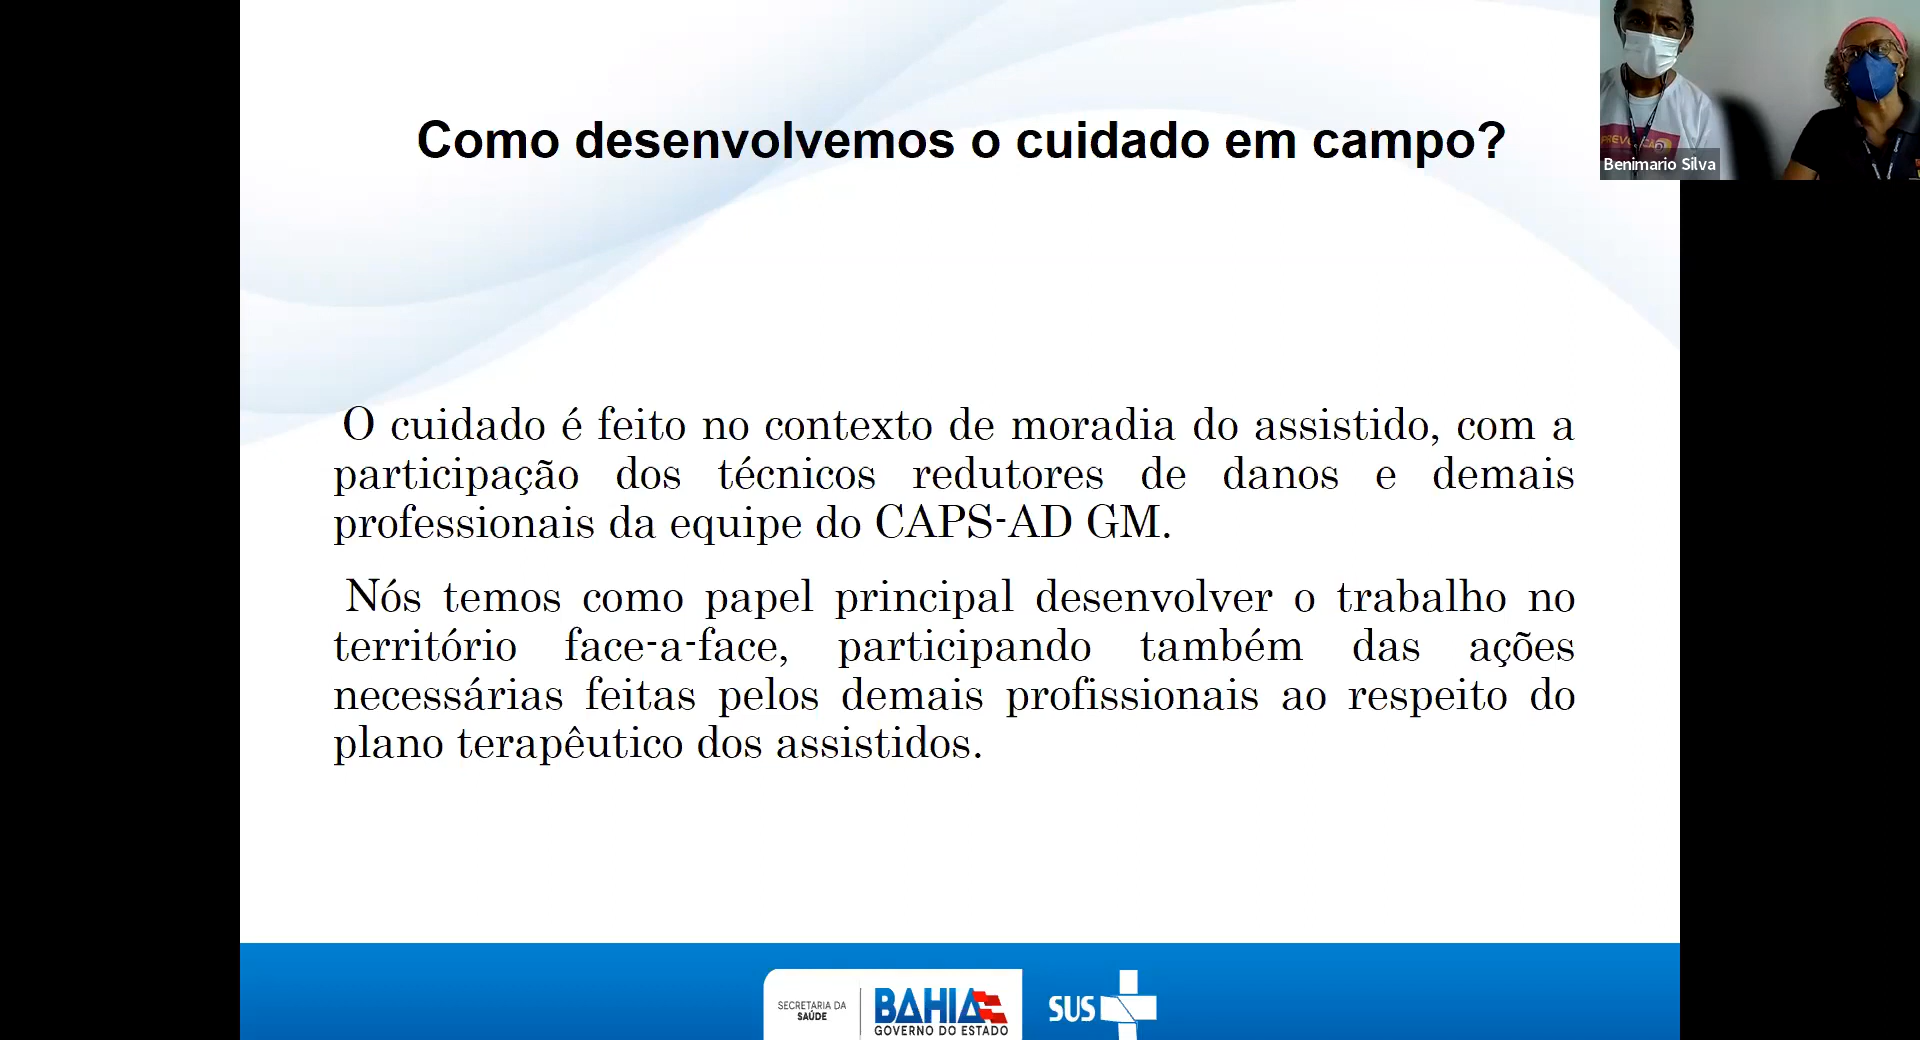 Como desenvolvemos o cuidado em campo?
Benimario Silva
O cuidado é feito no contexto de moradia do assistido, com a
participação dos técnicos redutores de danos e demais
professionais da equipe do CAPS-AD GM.
Nós temos como papel principal desenvolver o trabalho no
território face-a-face, participando também das ações
necessárias feitas pelos demais profissionais ao respeito do
plano terapêutico dos assistidos.
SECRETARIA DA
SAÚDE
BAHIA
GOVERNO DO ESTADO
SUS